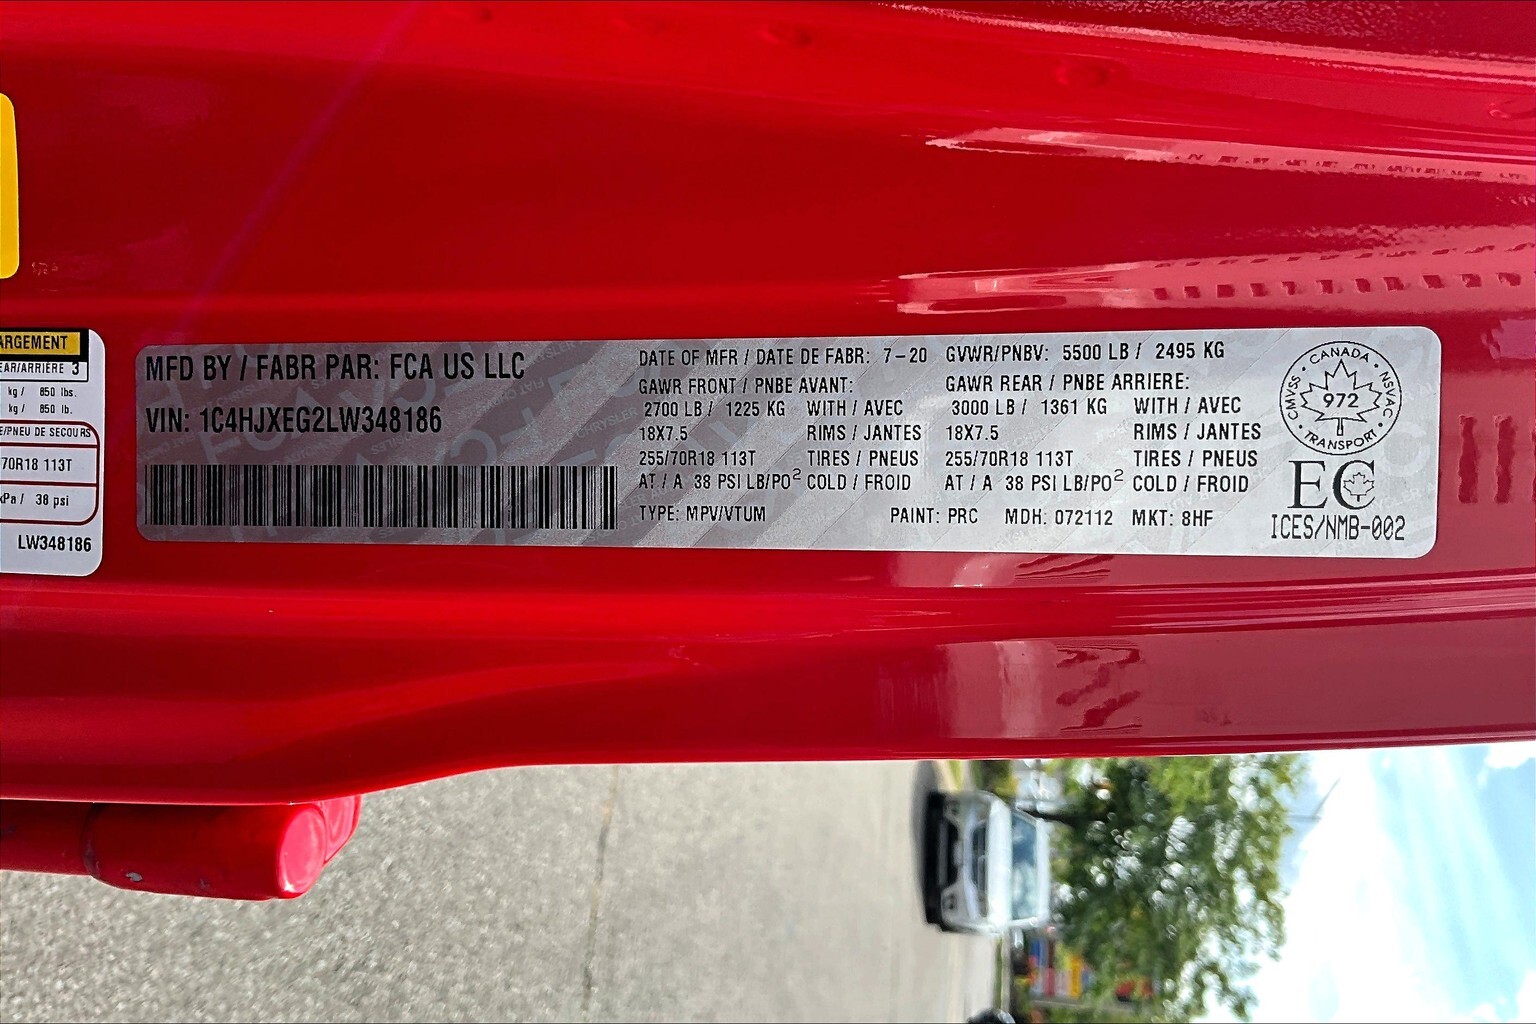 ARGEMENT
EAR/ARRIERE 3
kg / 850 lbs.
kg / 850 lb.
E/PNEU DE SECOURS
70R18 113T
kPa / 38 psi
LW348186
MFD BY / FABR PAR: FCA US LLC
VIN: 1C4HJXEG2LW348186
DATE OF MFR / DATE DE FABR: 7-20 GVWR/PNBV: 5500 LB / 2495 KG
GAWR FRONT / PNBE AVANT: GAWR REAR / PNBE ARRIERE:
2700 LB / 1225 KG WITH / AVEC 3000 LB / 1361 KG WITH / AVEC
18X7.5 RIMS / JANTES 18X7.5 RIMS / JANTES
255/70R18 113T TIRES / PNEUS 255/70R18 113T TIRES / PNEUS
AT / A 38 PSI LB/PO² COLD / FROID AT / A 38 PSI LB/PO² COLD / FROID
TYPE: MPV/VTUM PAINT: PRC MDH: 072112 MKT: 8HF
CANADA
CMVSS • NSVAC
972
TRANSPORT
EC
ICES/NMB-002